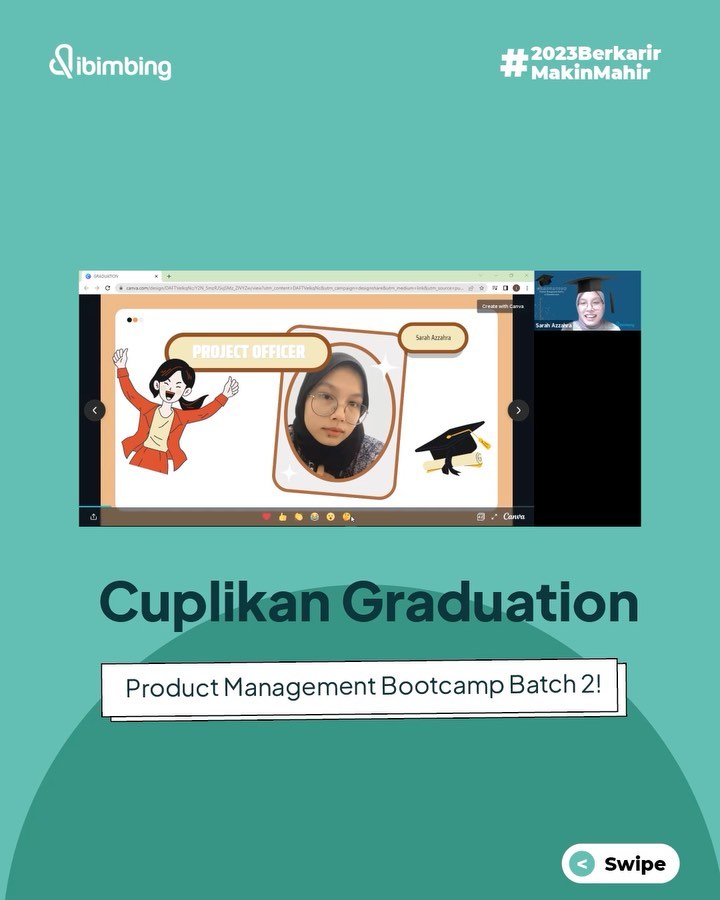 ibimbing
#2023Berkarir
MakinMahir
GRADUATION
Create with Canva
PROJECT OFFICER
Sarah Azzahra
Sarah Azzahra
Canva
Cuplikan Graduation
Product Management Bootcamp Batch 2!
< Swipe